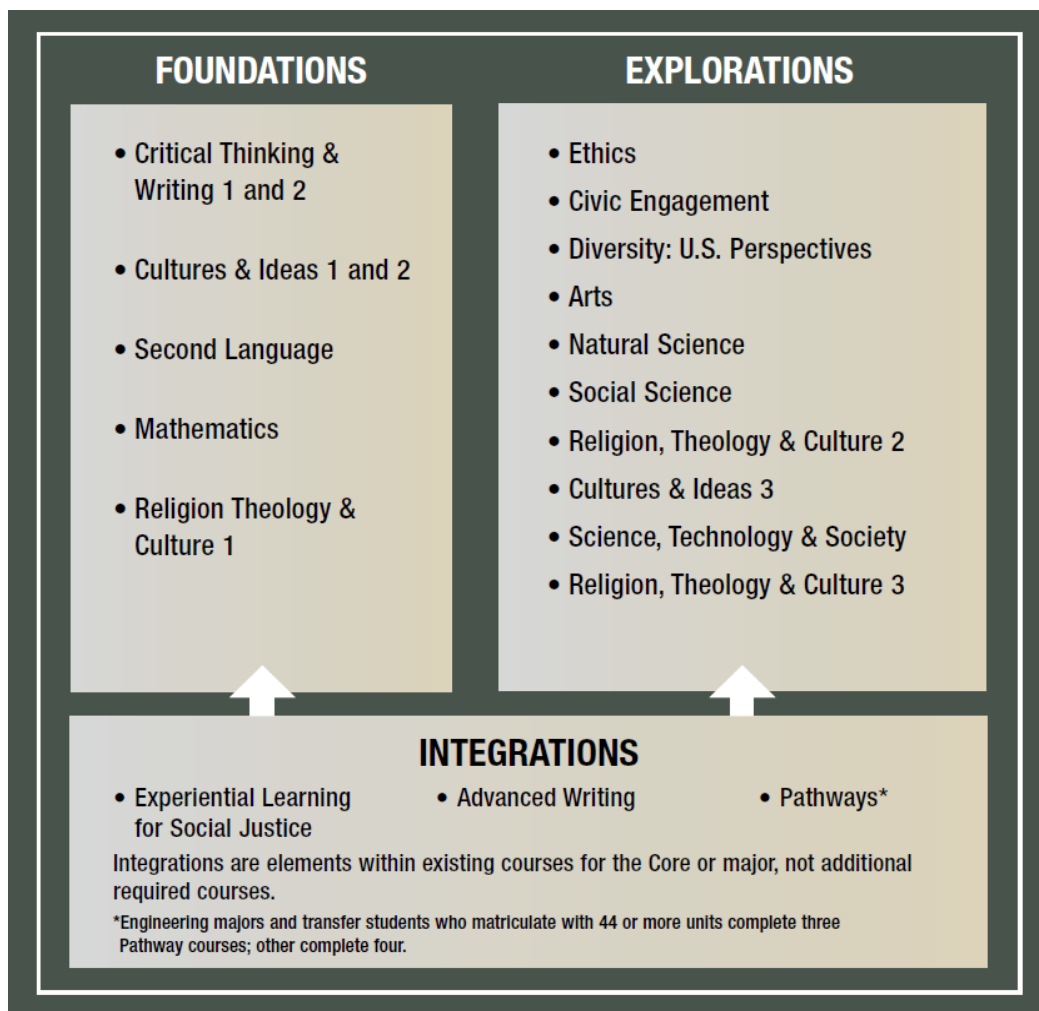 FOUNDATIONS
• Critical Thinking &
Writing 1 and 2
• Cultures & Ideas 1 and 2
• Second Language
• Mathematics
• Religion Theology &
Culture 1
EXPLORATIONS
• Ethics
• Civic Engagement
• Diversity: U.S. Perspectives
• Arts
• Natural Science
• Social Science
• Religion, Theology & Culture 2
• Cultures & Ideas 3
• Science, Technology & Society
• Religion, Theology & Culture 3
INTEGRATIONS
• Experiential Learning
for Social Justice
• Advanced Writing
• Pathways*
Integrations are elements within existing courses for the Core or major, not additional
required courses.
*Engineering majors and transfer students who matriculate with 44 or more units complete three
Pathway courses; other complete four.